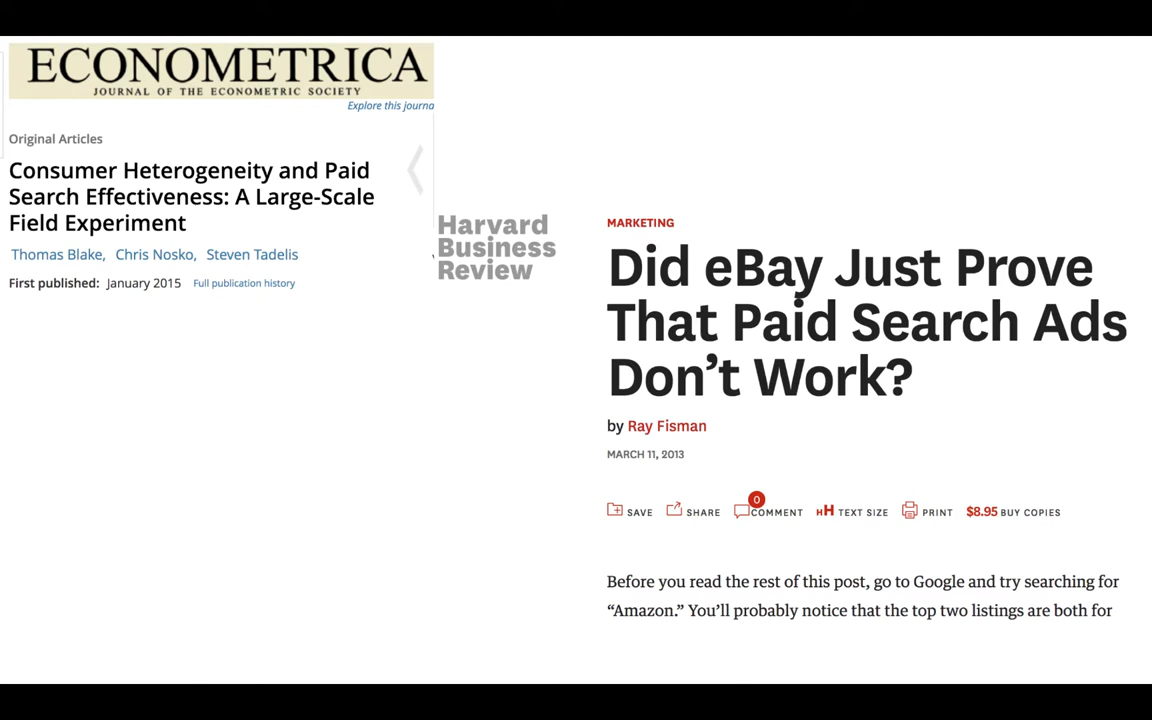 ECONOMETRICA
JOURNAL OF THE ECONOMETRIC SOCIETY
Explore this journa
Original Articles
Consumer Heterogeneity and Paid
Search Effectiveness: A Large-Scale
Field Experiment
Thomas Blake, Chris Nosko, Steven Tadelis
First published: January 2015 Full publication history
Harvard
Business
Review
MARKETING
Did eBay Just Prove
That Paid Search Ads
Don't Work?
by Ray Fisman
MARCH 11, 2013
SAVE SHARE 0 COMMENT HH TEXT SIZE PRINT $8.95 BUY COPIES
Before you read the rest of this post, go to Google and try searching for
“Amazon.” You'll probably notice that the top two listings are both for